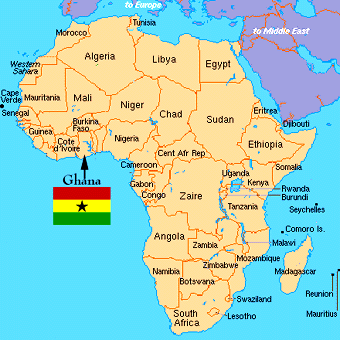 to Europe
to Middle East
Tunisia
Morocco
Algeria
Libya
Egypt
Western
Sahara
Cape
Verde
Mauritania
Mali
Niger
Chad
Sudan
Eritrea
Senegal
Djibouti
Burkina
Faso
Guinea
Cote
d'Ivoire
Nigeria
Ethiopia
Cent Afr Rep
Somalia
Cameroon
Ghana
Uganda
Kenya
Gabon
Congo
Zaire
Rwanda
Burundi
Tanzania
Seychelles
Comoro Is.
Angola
Zambia
Malawi
Mozambique
Zimbabwe
Namibia
Botswana
Madagascar
Reunion
Mauritius
Swaziland
South
Africa
Lesotho